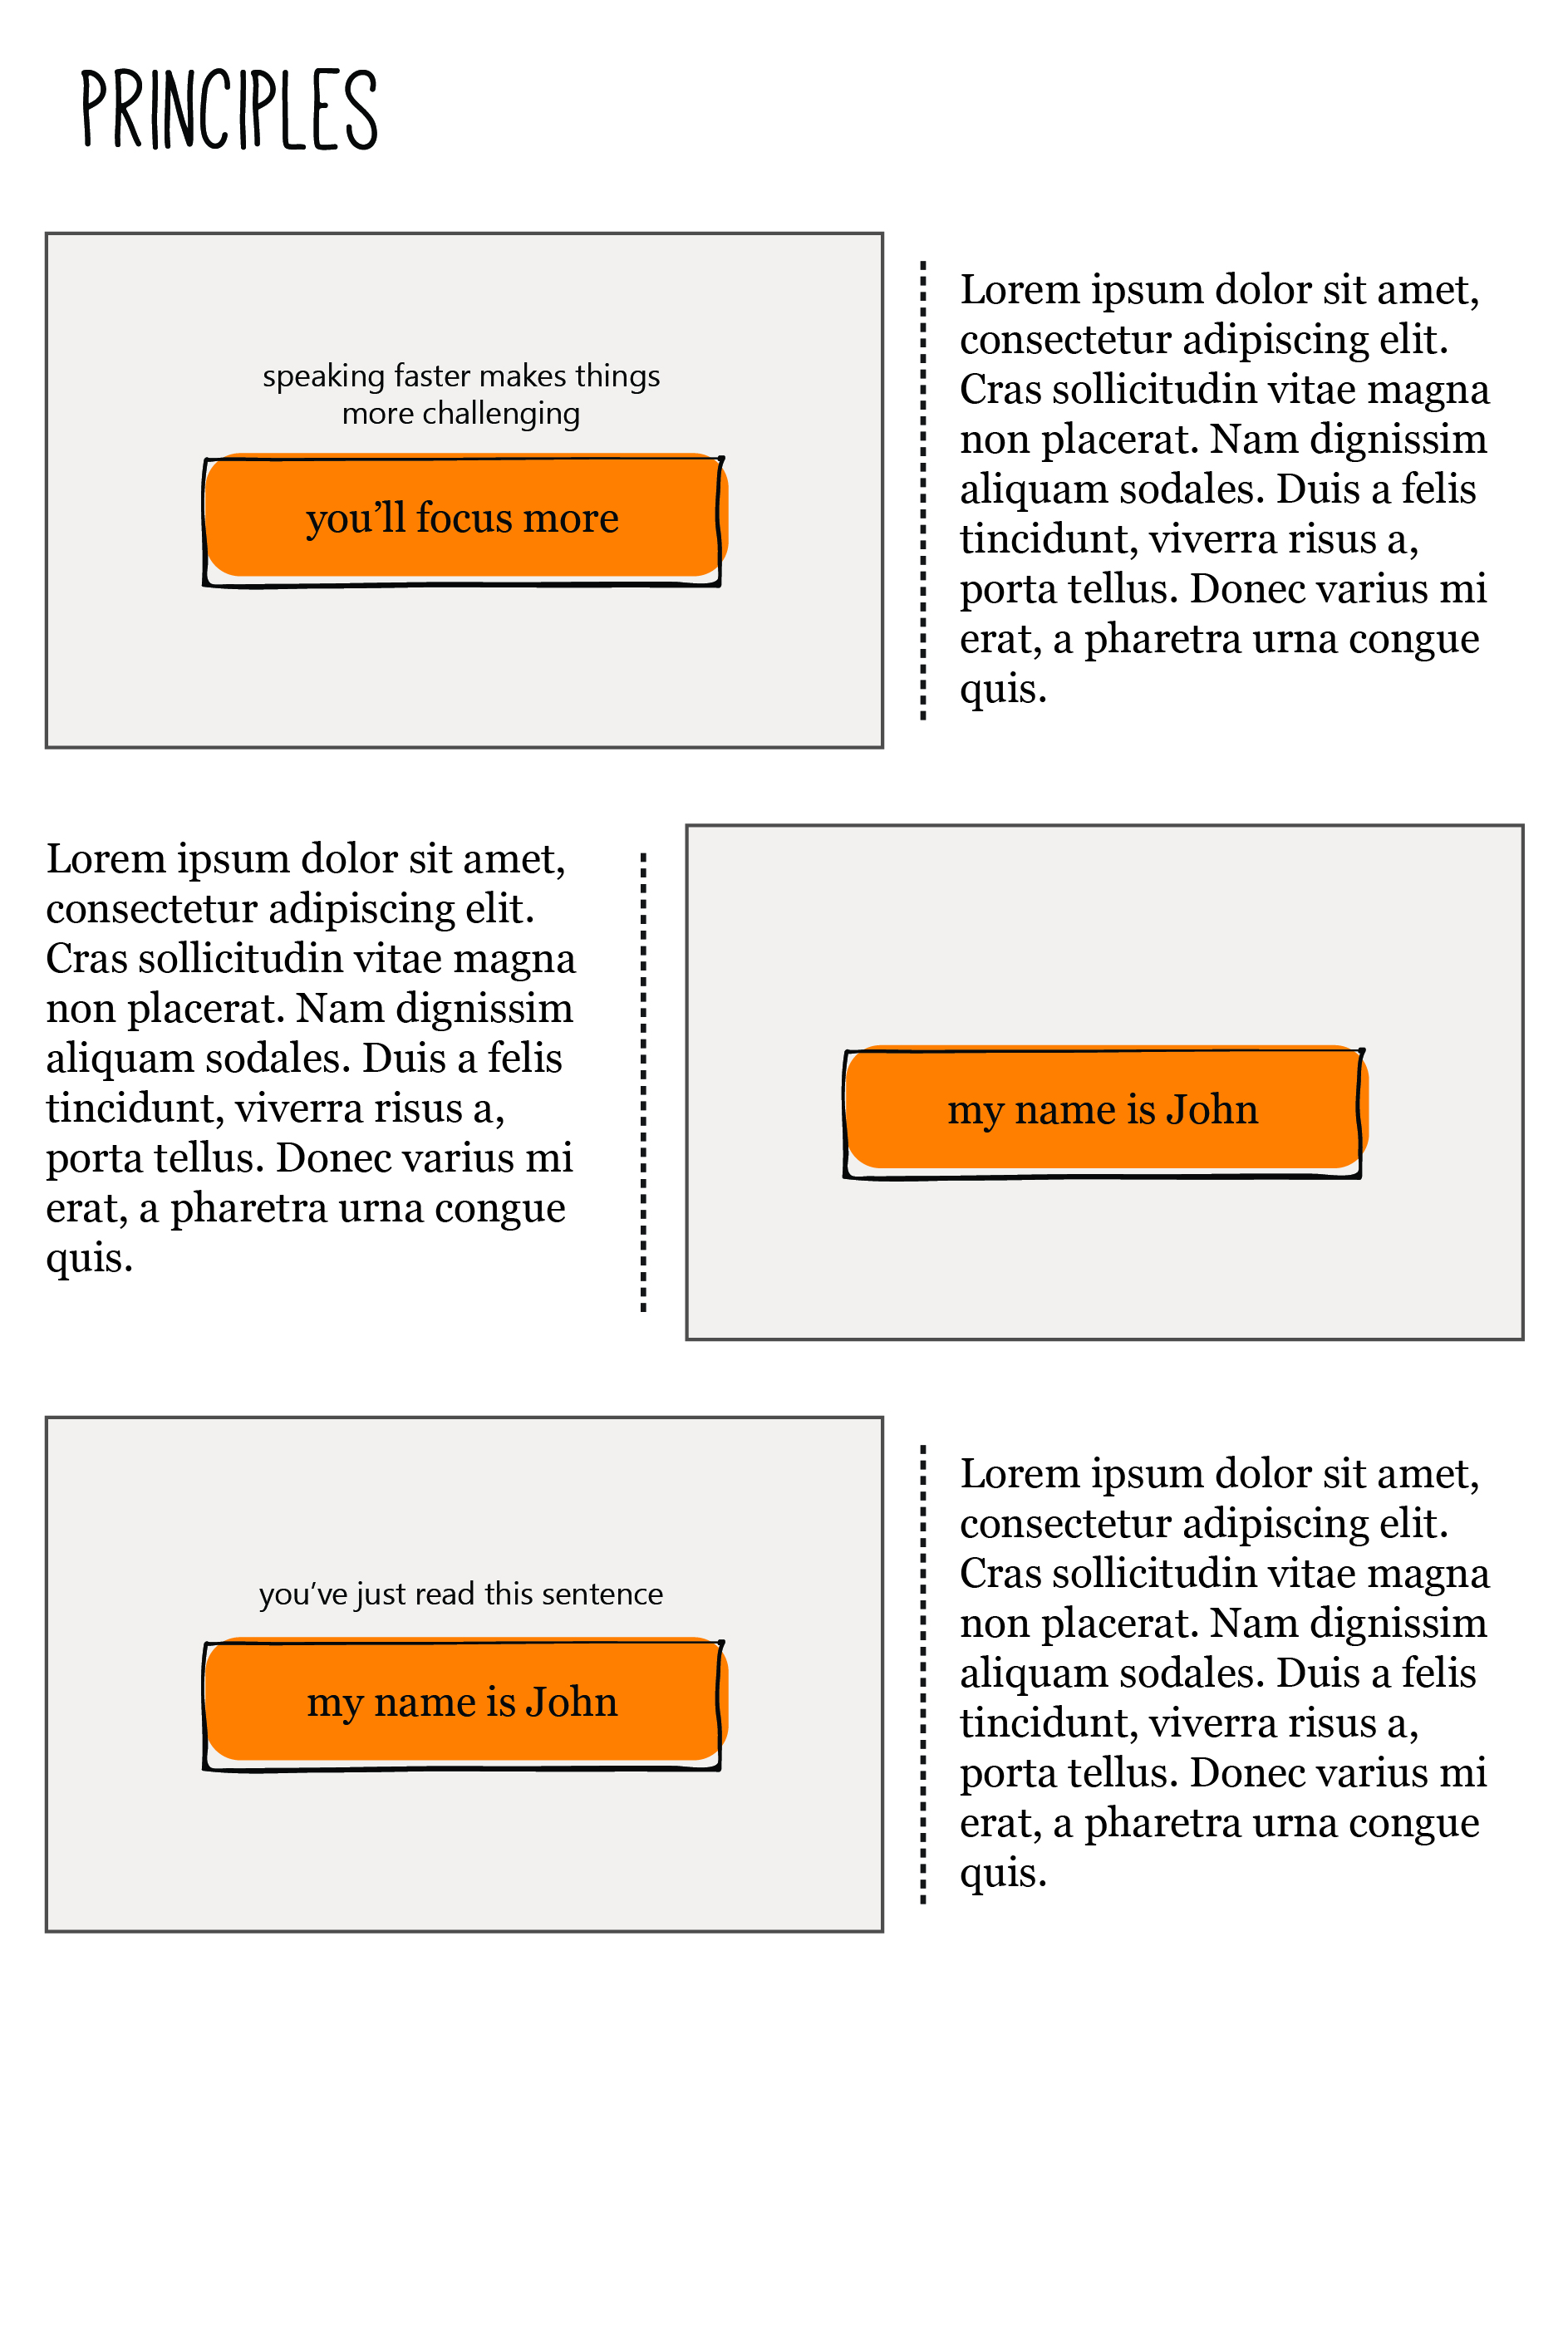 PRINCIPLES
speaking faster makes things
more challenging
you’ll focus more
Lorem ipsum dolor sit amet,
consectetur adipiscing elit.
Cras sollicitudin vitae magna
non placerat. Nam dignissim
aliquam sodales. Duis a felis
tincidunt, viverra risus a,
porta tellus. Donec varius mi
erat, a pharetra urna congue
quis.
Lorem ipsum dolor sit amet,
consectetur adipiscing elit.
Cras sollicitudin vitae magna
non placerat. Nam dignissim
aliquam sodales. Duis a felis
tincidunt, viverra risus a,
porta tellus. Donec varius mi
erat, a pharetra urna congue
quis.
my name is John
you’ve just read this sentence
my name is John
Lorem ipsum dolor sit amet,
consectetur adipiscing elit.
Cras sollicitudin vitae magna
non placerat. Nam dignissim
aliquam sodales. Duis a felis
tincidunt, viverra risus a,
porta tellus. Donec varius mi
erat, a pharetra urna congue
quis.